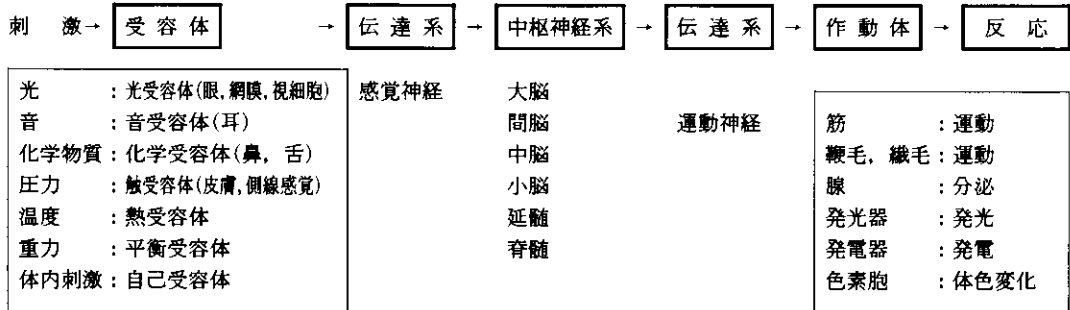 刺 激→ 受容体 → 伝達系 → 中枢神経系 → 伝達系 → 作動体 → 反応
光 : 光受容体(眼, 網膜, 視細胞) 感覚神経 大脳
音 : 音受容体(耳) 間脳 運動神経 筋 : 運動
化学物質 : 化学受容体(鼻, 舌) 中脳 鞭毛, 繊毛 : 運動
圧力 : 触受容体(皮膚, 側線感覚) 小脳 腺 : 分泌
温度 : 熱受容体 延髄 発光器 : 発光
重力 : 平衡受容体 脊髄 発電器 : 発電
体内刺激 : 自己受容体 色素胞 : 体色変化